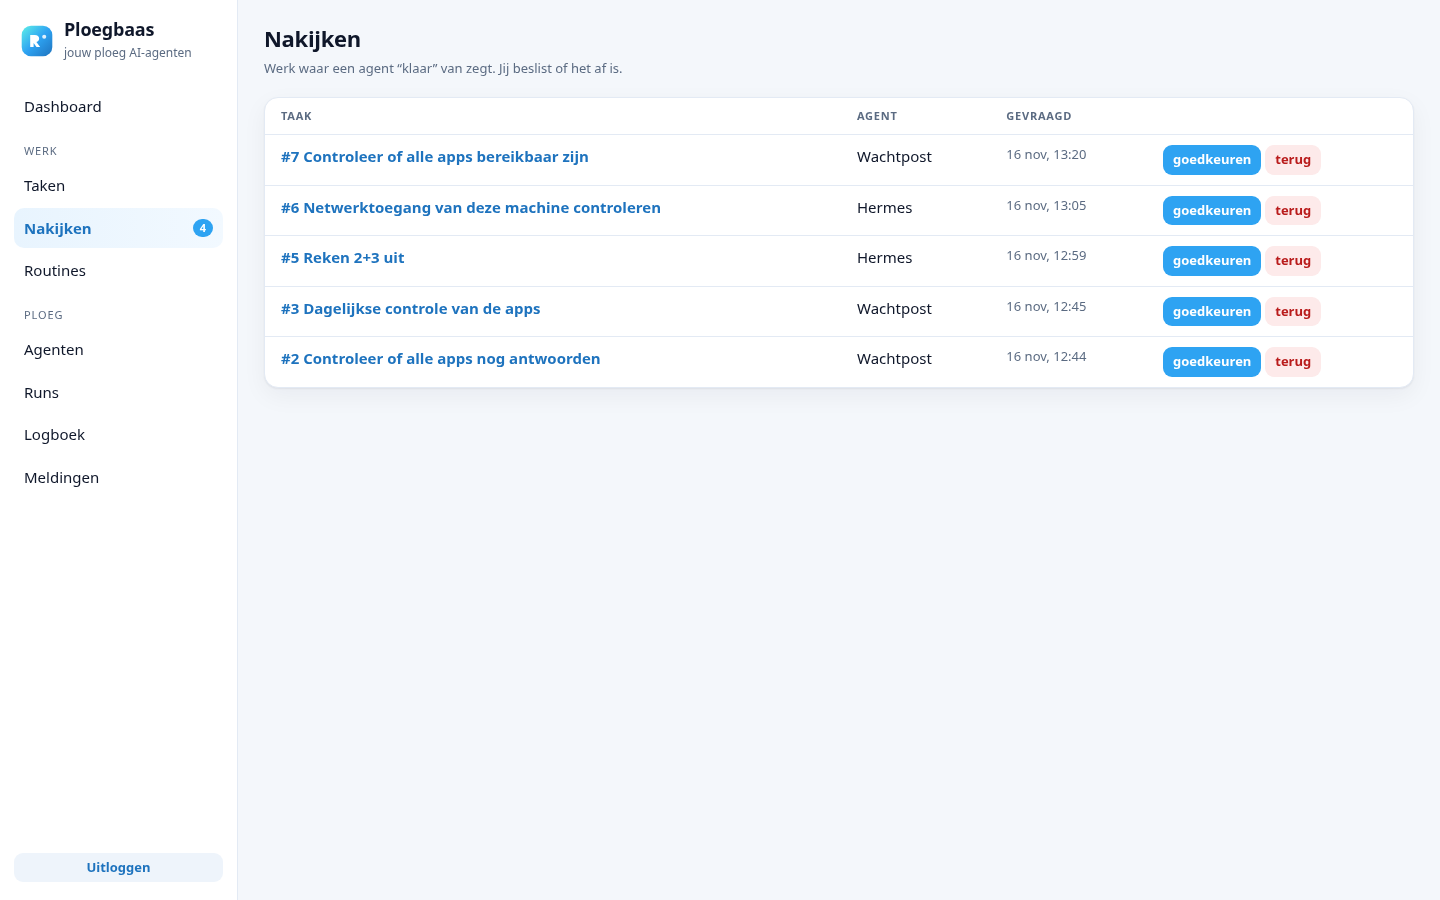 Ploegbaas
jouw ploeg AI-agenten
Dashboard
WERK
Taken
Nakijken 4
Routines
PLOEG
Agenten
Runs
Logboek
Meldingen
Uitloggen
Nakijken
Werk waar een agent “klaar” van zegt. Jij beslist of het af is.
TAAK AGENT GEVRAAGD
#7 Controleer of alle apps bereikbaar zijn Wachtpost 16 nov, 13:20 goedkeuren terug
#6 Netwerktoegang van deze machine controleren Hermes 16 nov, 13:05 goedkeuren terug
#5 Reken 2+3 uit Hermes 16 nov, 12:59 goedkeuren terug
#3 Dagelijkse controle van de apps Wachtpost 16 nov, 12:45 goedkeuren terug
#2 Controleer of alle apps nog antwoorden Wachtpost 16 nov, 12:44 goedkeuren terug